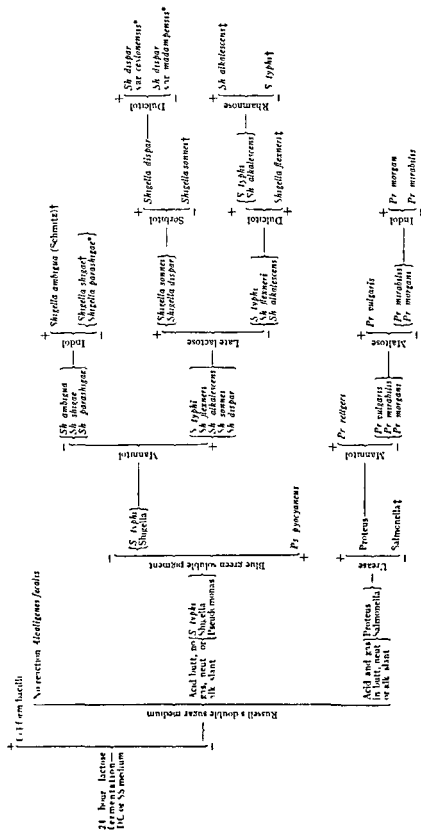 24 hour lactose
fermentation—
DC or SS medium
+
Coliform bacilli
−
Russell s double sugar medium
No reaction Alcaligenes fecalis
Acid butt, no
gas, neut or
alk slant
S typhi
Shigella
Pseudomonas
Acid and gas
in butt, neut
or alk slant
Proteus
Salmonella
Blue green soluble pigment
−
S typhi
Shigella
+
Ps pyocyaneus
Urease
+
Proteus
−
Salmonella‡
Mannitol
−
Sh ambigua
Sh shigae
Sh parashigae
+
S typhi
Sh flexneri
Sh alkalescens
Sh sonnei
Sh dispar
Indol
+
Shigella ambigua (Schmitz)†
−
Shigella shigae†
Shigella parashigae*
Late lactose
+
Shigella sonnei
Shigella dispar
−
S typhi
Sh flexneri
Sh alkalescens
Sorbitol
+
Shigella dispar
−
Shigella sonnei†
Dulcitol
+
Sh dispar
var ceylonensis*
−
Sh dispar
var madampensis*
Dulcitol
+
S typhi
Sh alkalescens
Shigella flexneri‡
Rhamnose
+
Sh alkalescens†
−
S typhi†
Mannitol
+
Pr rettgeri
−
Pr vulgaris
Pr mirabilis
Pr morgani
Maltose
+
Pr vulgaris
−
Pr mirabilis
Pr morgani
Indol
+
Pr morgani
−
Pr mirabilis